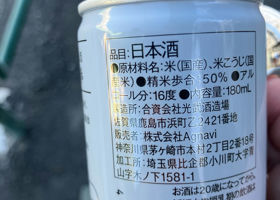 品目:日本酒
●原材料名:米(国産)、米こうじ(国産
米)●精米歩合:50%●アル
コール分:16度●内容量:180mL
製造所:合資会社光武酒造場
佐賀県鹿島市浜町乙2421番地
販売者:株式会社Agnavi
神奈川県茅ヶ崎市本村2丁目2番18号
加工所:埼玉県比企郡小川町大字青
山字木ノ下1581-1
お酒は20歳になってから。